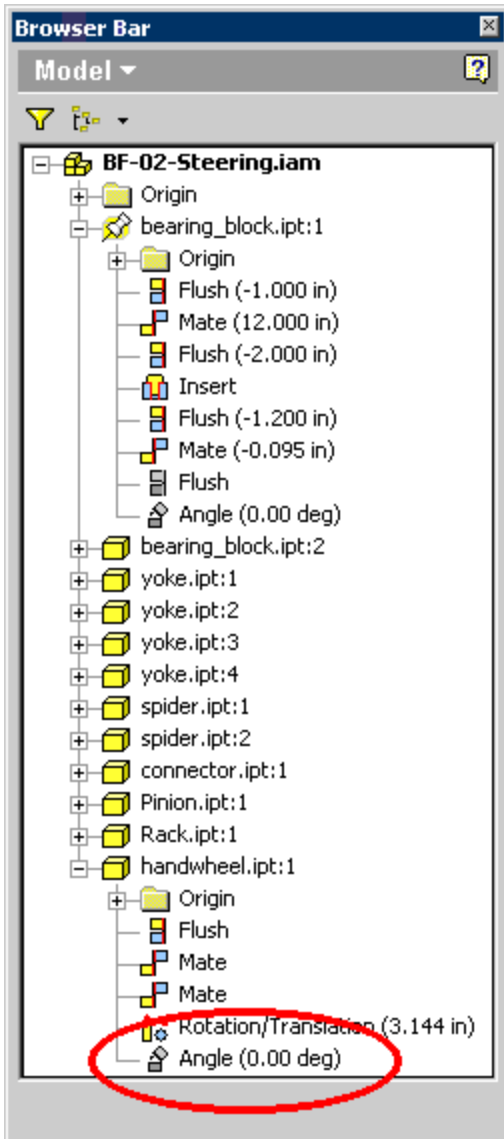 Browser Bar
Model
BF-02-Steering.iam
Origin
bearing_block.ipt:1
Origin
Flush (-1.000 in)
Mate (12.000 in)
Flush (-2.000 in)
Insert
Flush (-1.200 in)
Mate (-0.095 in)
Flush
Angle (0.00 deg)
bearing_block.ipt:2
yoke.ipt:1
yoke.ipt:2
yoke.ipt:3
yoke.ipt:4
spider.ipt:1
spider.ipt:2
connector.ipt:1
Pinion.ipt:1
Rack.ipt:1
handwheel.ipt:1
Origin
Flush
Mate
Mate
Rotation/Translation (3.144 in)
Angle (0.00 deg)